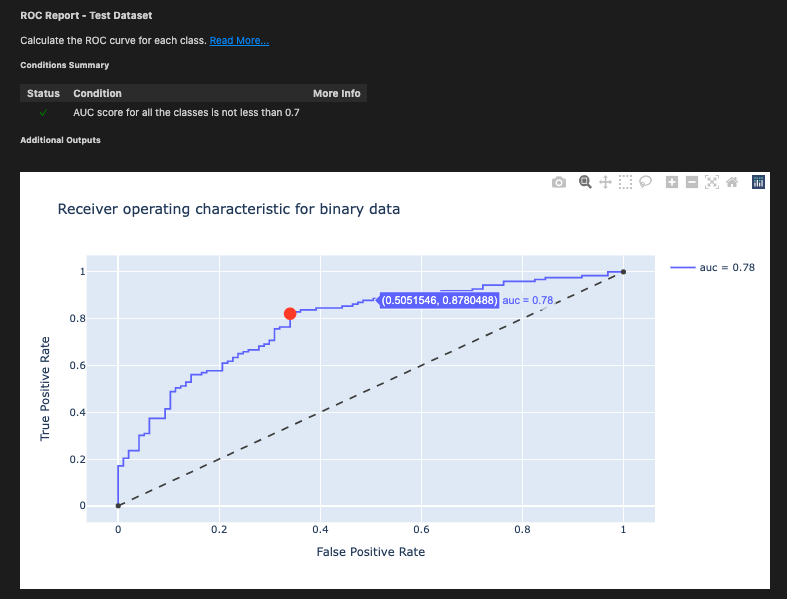 ROC Report - Test Dataset
Calculate the ROC curve for each class. Read More...
Conditions Summary
Status Condition More Info
✓ AUC score for all the classes is not less than 0.7
Additional Outputs
Receiver operating characteristic for binary data
auc = 0.78
1
0.8
0.6
0.4
0.2
0
True Positive Rate
(0.5051546, 0.8780488) auc = 0.78
0 0.2 0.4 0.6 0.8 1
False Positive Rate